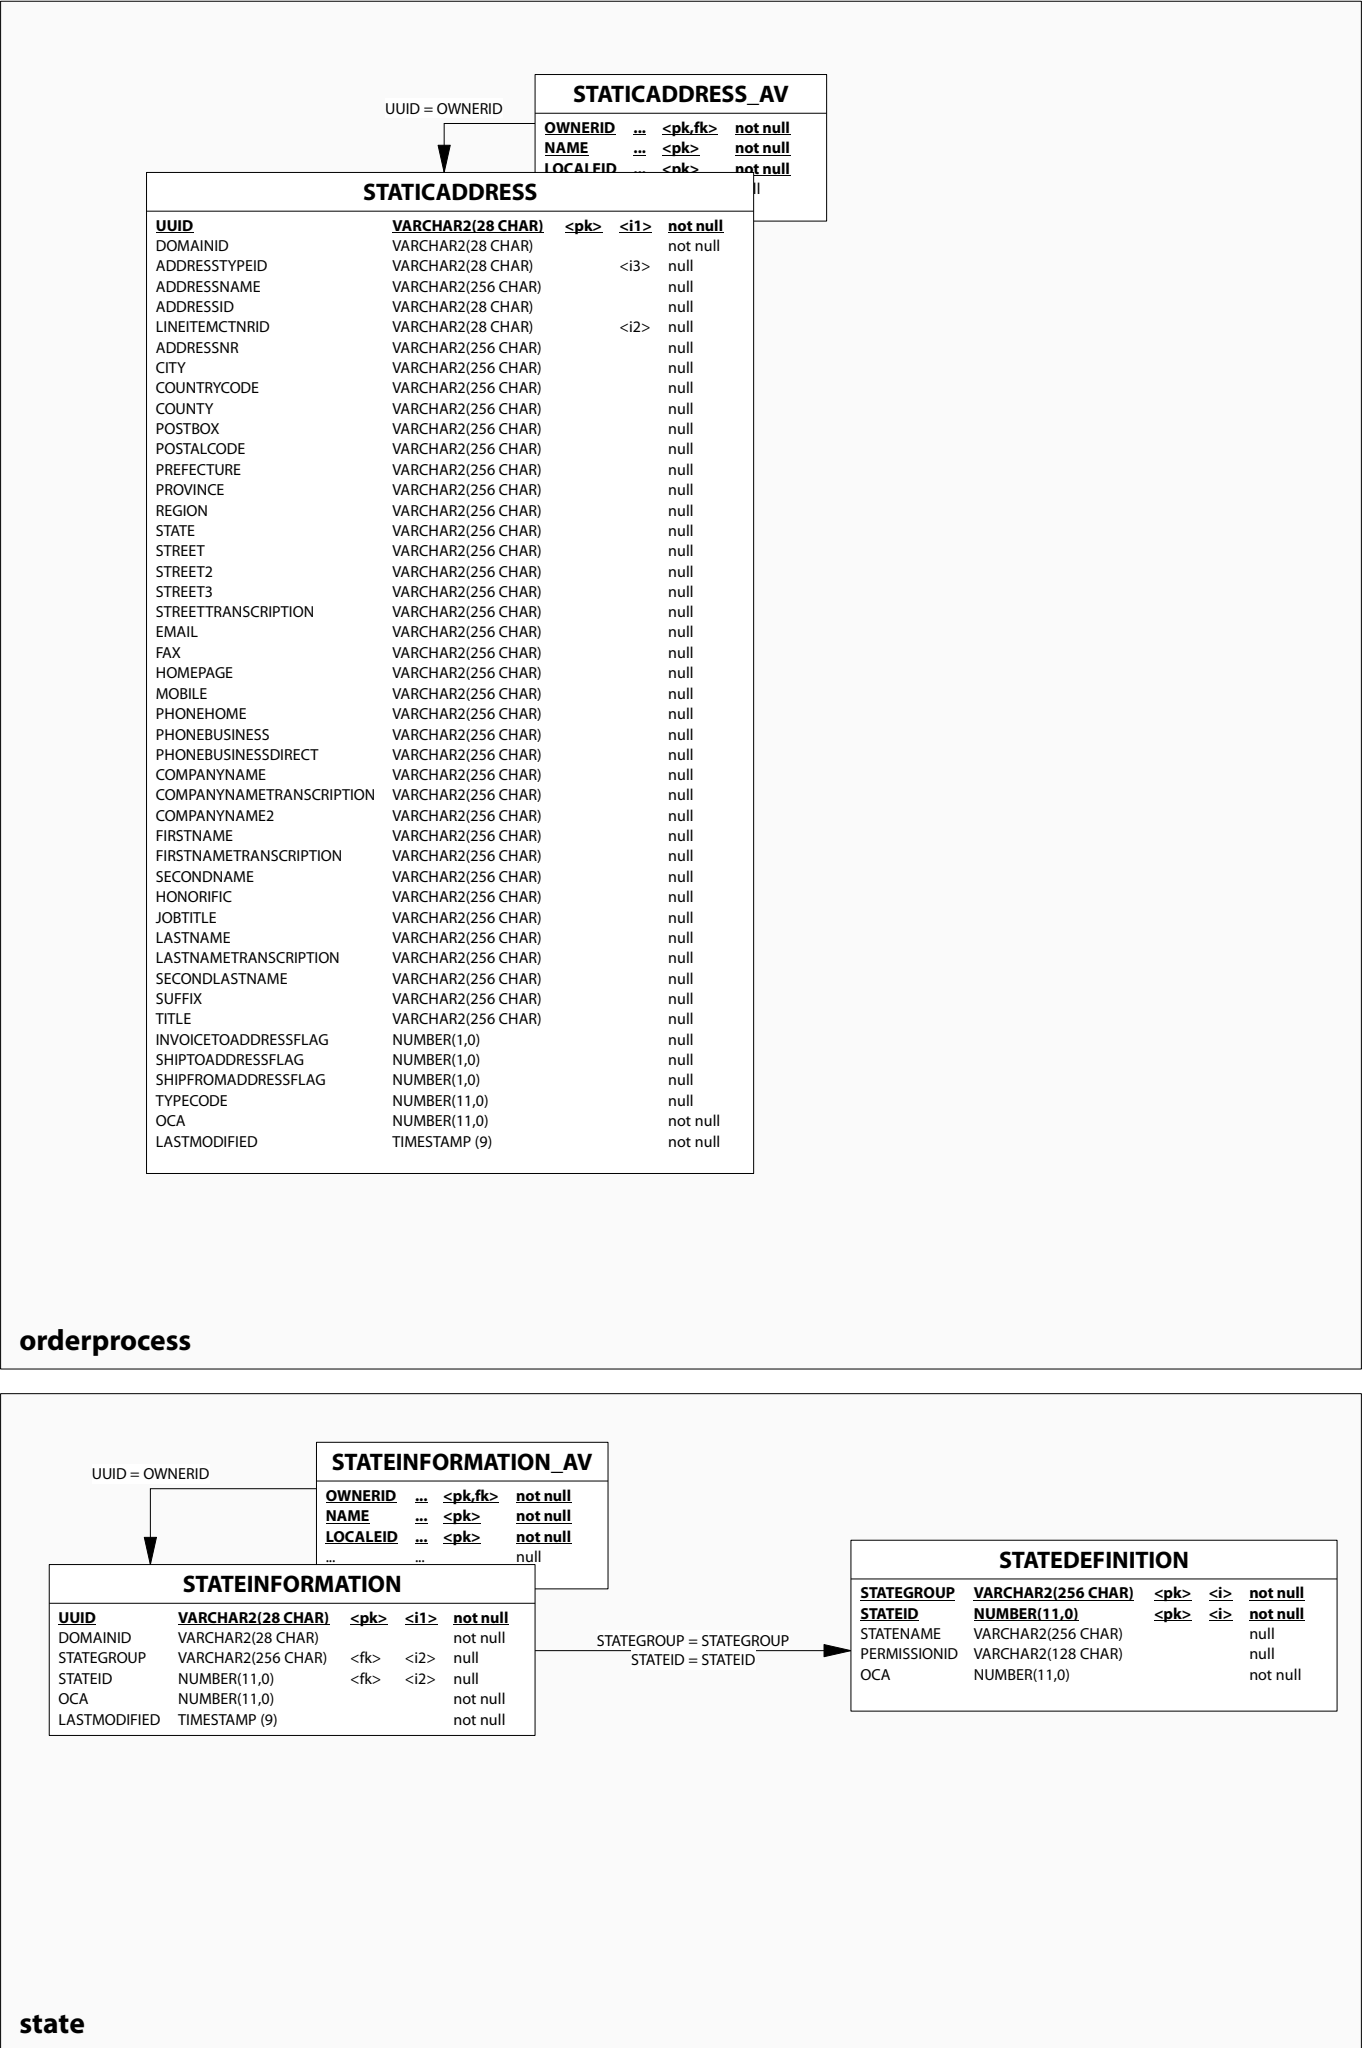 STATICADDRESS_AV
UUID = OWNERID
OWNERID ... <pk,fk> not null
NAME ... <pk> not null
LOCALEID ... <pk> not null
STATICADDRESS
UUID VARCHAR2(28 CHAR) <pk> <i1> not null
DOMAINID VARCHAR2(28 CHAR) not null
ADDRESSTYPEID VARCHAR2(28 CHAR) <i3> null
ADDRESSNAME VARCHAR2(256 CHAR) null
ADDRESSID VARCHAR2(28 CHAR) null
LINEITEMCTNRID VARCHAR2(28 CHAR) <i2> null
ADDRESSNR VARCHAR2(256 CHAR) null
CITY VARCHAR2(256 CHAR) null
COUNTRYCODE VARCHAR2(256 CHAR) null
COUNTY VARCHAR2(256 CHAR) null
POSTBOX VARCHAR2(256 CHAR) null
POSTALCODE VARCHAR2(256 CHAR) null
PREFECTURE VARCHAR2(256 CHAR) null
PROVINCE VARCHAR2(256 CHAR) null
REGION VARCHAR2(256 CHAR) null
STATE VARCHAR2(256 CHAR) null
STREET VARCHAR2(256 CHAR) null
STREET2 VARCHAR2(256 CHAR) null
STREET3 VARCHAR2(256 CHAR) null
STREETTRANSCRIPTION VARCHAR2(256 CHAR) null
EMAIL VARCHAR2(256 CHAR) null
FAX VARCHAR2(256 CHAR) null
HOMEPAGE VARCHAR2(256 CHAR) null
MOBILE VARCHAR2(256 CHAR) null
PHONEHOME VARCHAR2(256 CHAR) null
PHONEBUSINESS VARCHAR2(256 CHAR) null
PHONEBUSINESSDIRECT VARCHAR2(256 CHAR) null
COMPANYNAME VARCHAR2(256 CHAR) null
COMPANYNAMETRANSCRIPTION VARCHAR2(256 CHAR) null
COMPANYNAME2 VARCHAR2(256 CHAR) null
FIRSTNAME VARCHAR2(256 CHAR) null
FIRSTNAMETRANSCRIPTION VARCHAR2(256 CHAR) null
SECONDNAME VARCHAR2(256 CHAR) null
HONORIFIC VARCHAR2(256 CHAR) null
JOBTITLE VARCHAR2(256 CHAR) null
LASTNAME VARCHAR2(256 CHAR) null
LASTNAMETRANSCRIPTION VARCHAR2(256 CHAR) null
SECONDLASTNAME VARCHAR2(256 CHAR) null
SUFFIX VARCHAR2(256 CHAR) null
TITLE VARCHAR2(256 CHAR) null
INVOICETOADDRESSFLAG NUMBER(1,0) null
SHIPTOADDRESSFLAG NUMBER(1,0) null
SHIPFROMADDRESSFLAG NUMBER(1,0) null
TYPECODE NUMBER(11,0) null
OCA NUMBER(11,0) not null
LASTMODIFIED TIMESTAMP (9) not null
orderprocess
STATEINFORMATION_AV
UUID = OWNERID
OWNERID ... <pk,fk> not null
NAME ... <pk> not null
LOCALEID ... <pk> not null
... ... null
STATEINFORMATION
UUID VARCHAR2(28 CHAR) <pk> <i1> not null
DOMAINID VARCHAR2(28 CHAR) not null
STATEGROUP VARCHAR2(256 CHAR) <fk> <i2> null
STATEID NUMBER(11,0) <fk> <i2> null
OCA NUMBER(11,0) not null
LASTMODIFIED TIMESTAMP (9) not null
STATEGROUP = STATEGROUP
STATEID = STATEID
STATEDEFINITION
STATEGROUP VARCHAR2(256 CHAR) <pk> <i> not null
STATEID NUMBER(11,0) <pk> <i> not null
STATENAME VARCHAR2(256 CHAR) null
PERMISSIONID VARCHAR2(128 CHAR) null
OCA NUMBER(11,0) not null
state